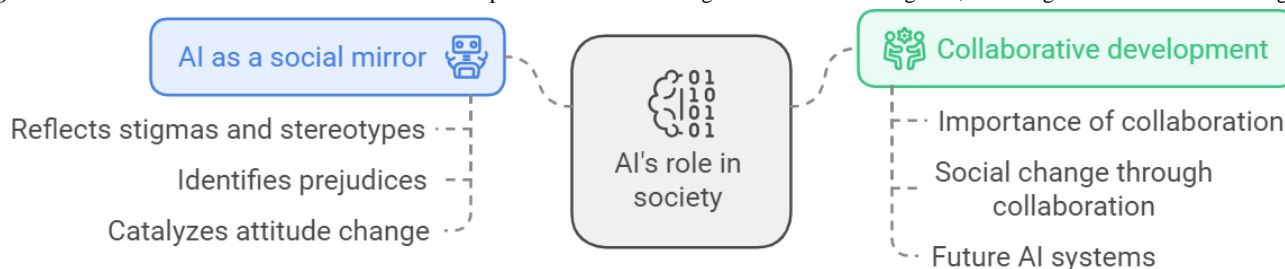 AI as a social mirror
Reflects stigmas and stereotypes
Identifies prejudices
Catalyzes attitude change
01
10
01
01
AI's role in
society
Collaborative development
Importance of collaboration
Social change through
collaboration
Future AI systems